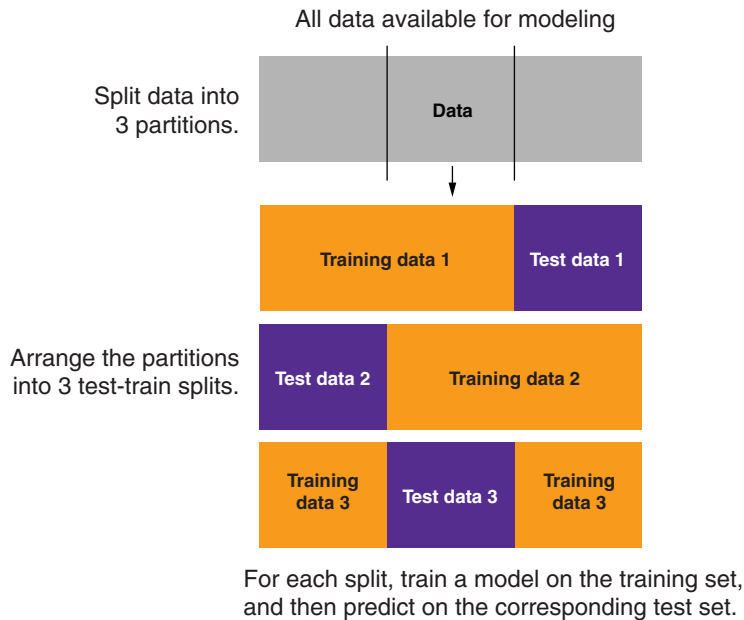 All data available for modeling
Split data into
3 partitions.
Data
Training data 1
Test data 1
Arrange the partitions
into 3 test-train splits.
Test data 2
Training data 2
Training
data 3
Test data 3
Training
data 3
For each split, train a model on the training set,
and then predict on the corresponding test set.